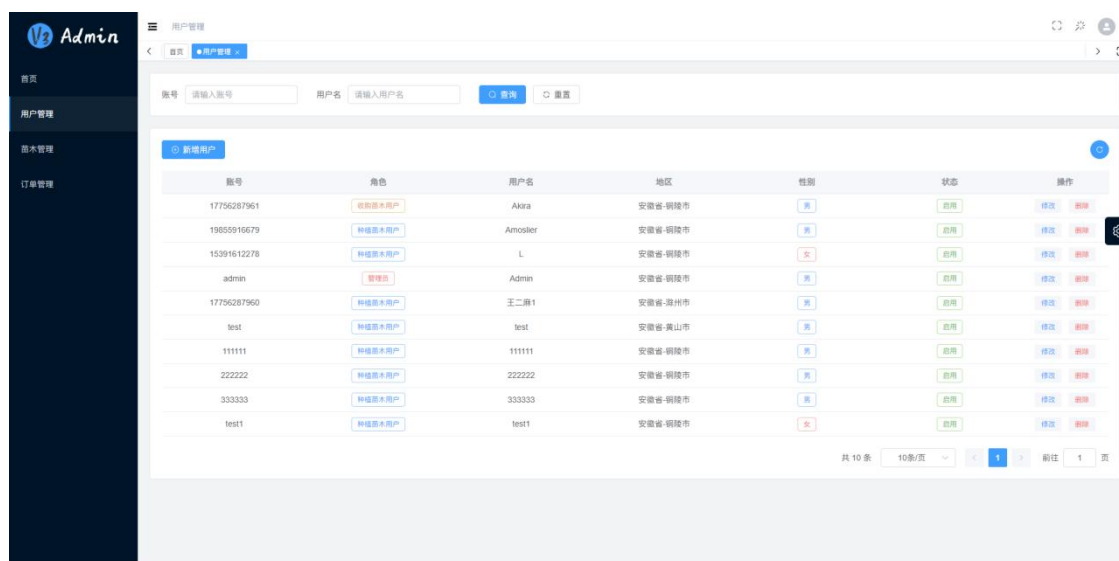 V3 Admin
用户管理
首页 用户管理 ×
首页
用户管理
苗木管理
订单管理
账号 请输入账号 用户名 请输入用户名 查询 重置
新增用户
账号 角色 用户名 地区 性别 状态 操作
17756287961 收购苗木用户 Akira 安徽省-铜陵市 男 启用 修改 删除
19855916679 种植苗木用户 Amoslier 安徽省-铜陵市 男 启用 修改 删除
15391612278 种植苗木用户 L 安徽省-铜陵市 女 启用 修改 删除
admin 管理员 Admin 安徽省-铜陵市 男 启用 修改 删除
17756287960 种植苗木用户 王二麻1 安徽省-滁州市 男 启用 修改 删除
test 种植苗木用户 test 安徽省-黄山市 男 启用 修改 删除
111111 种植苗木用户 111111 安徽省-铜陵市 男 启用 修改 删除
222222 种植苗木用户 222222 安徽省-铜陵市 男 启用 修改 删除
333333 种植苗木用户 333333 安徽省-铜陵市 男 启用 修改 删除
test1 种植苗木用户 test1 安徽省-铜陵市 女 启用 修改 删除
共 10 条 10条/页 1 前往 1 页